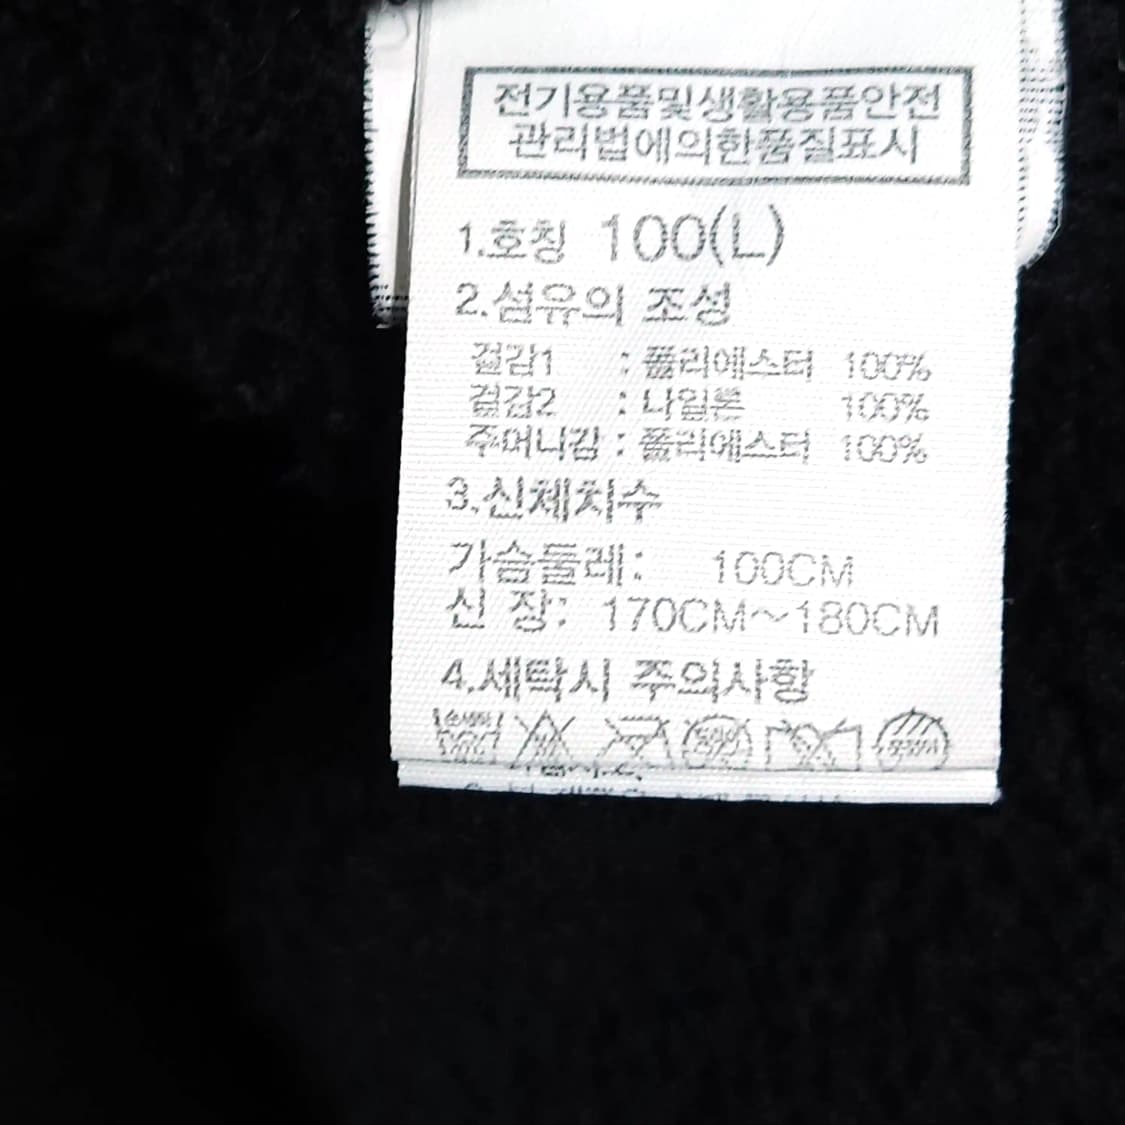 전기용품및생활용품안전
관리법에의한품질표시
1.호칭 100(L)
2.섬유의 조성
겉감1 : 폴리에스터 100%
겉감2 : 나일론 100%
주머니감 : 폴리에스터 100%
3.신체치수
가슴둘레: 100CM
신 장: 170CM~180CM
4.세탁시 주의사항